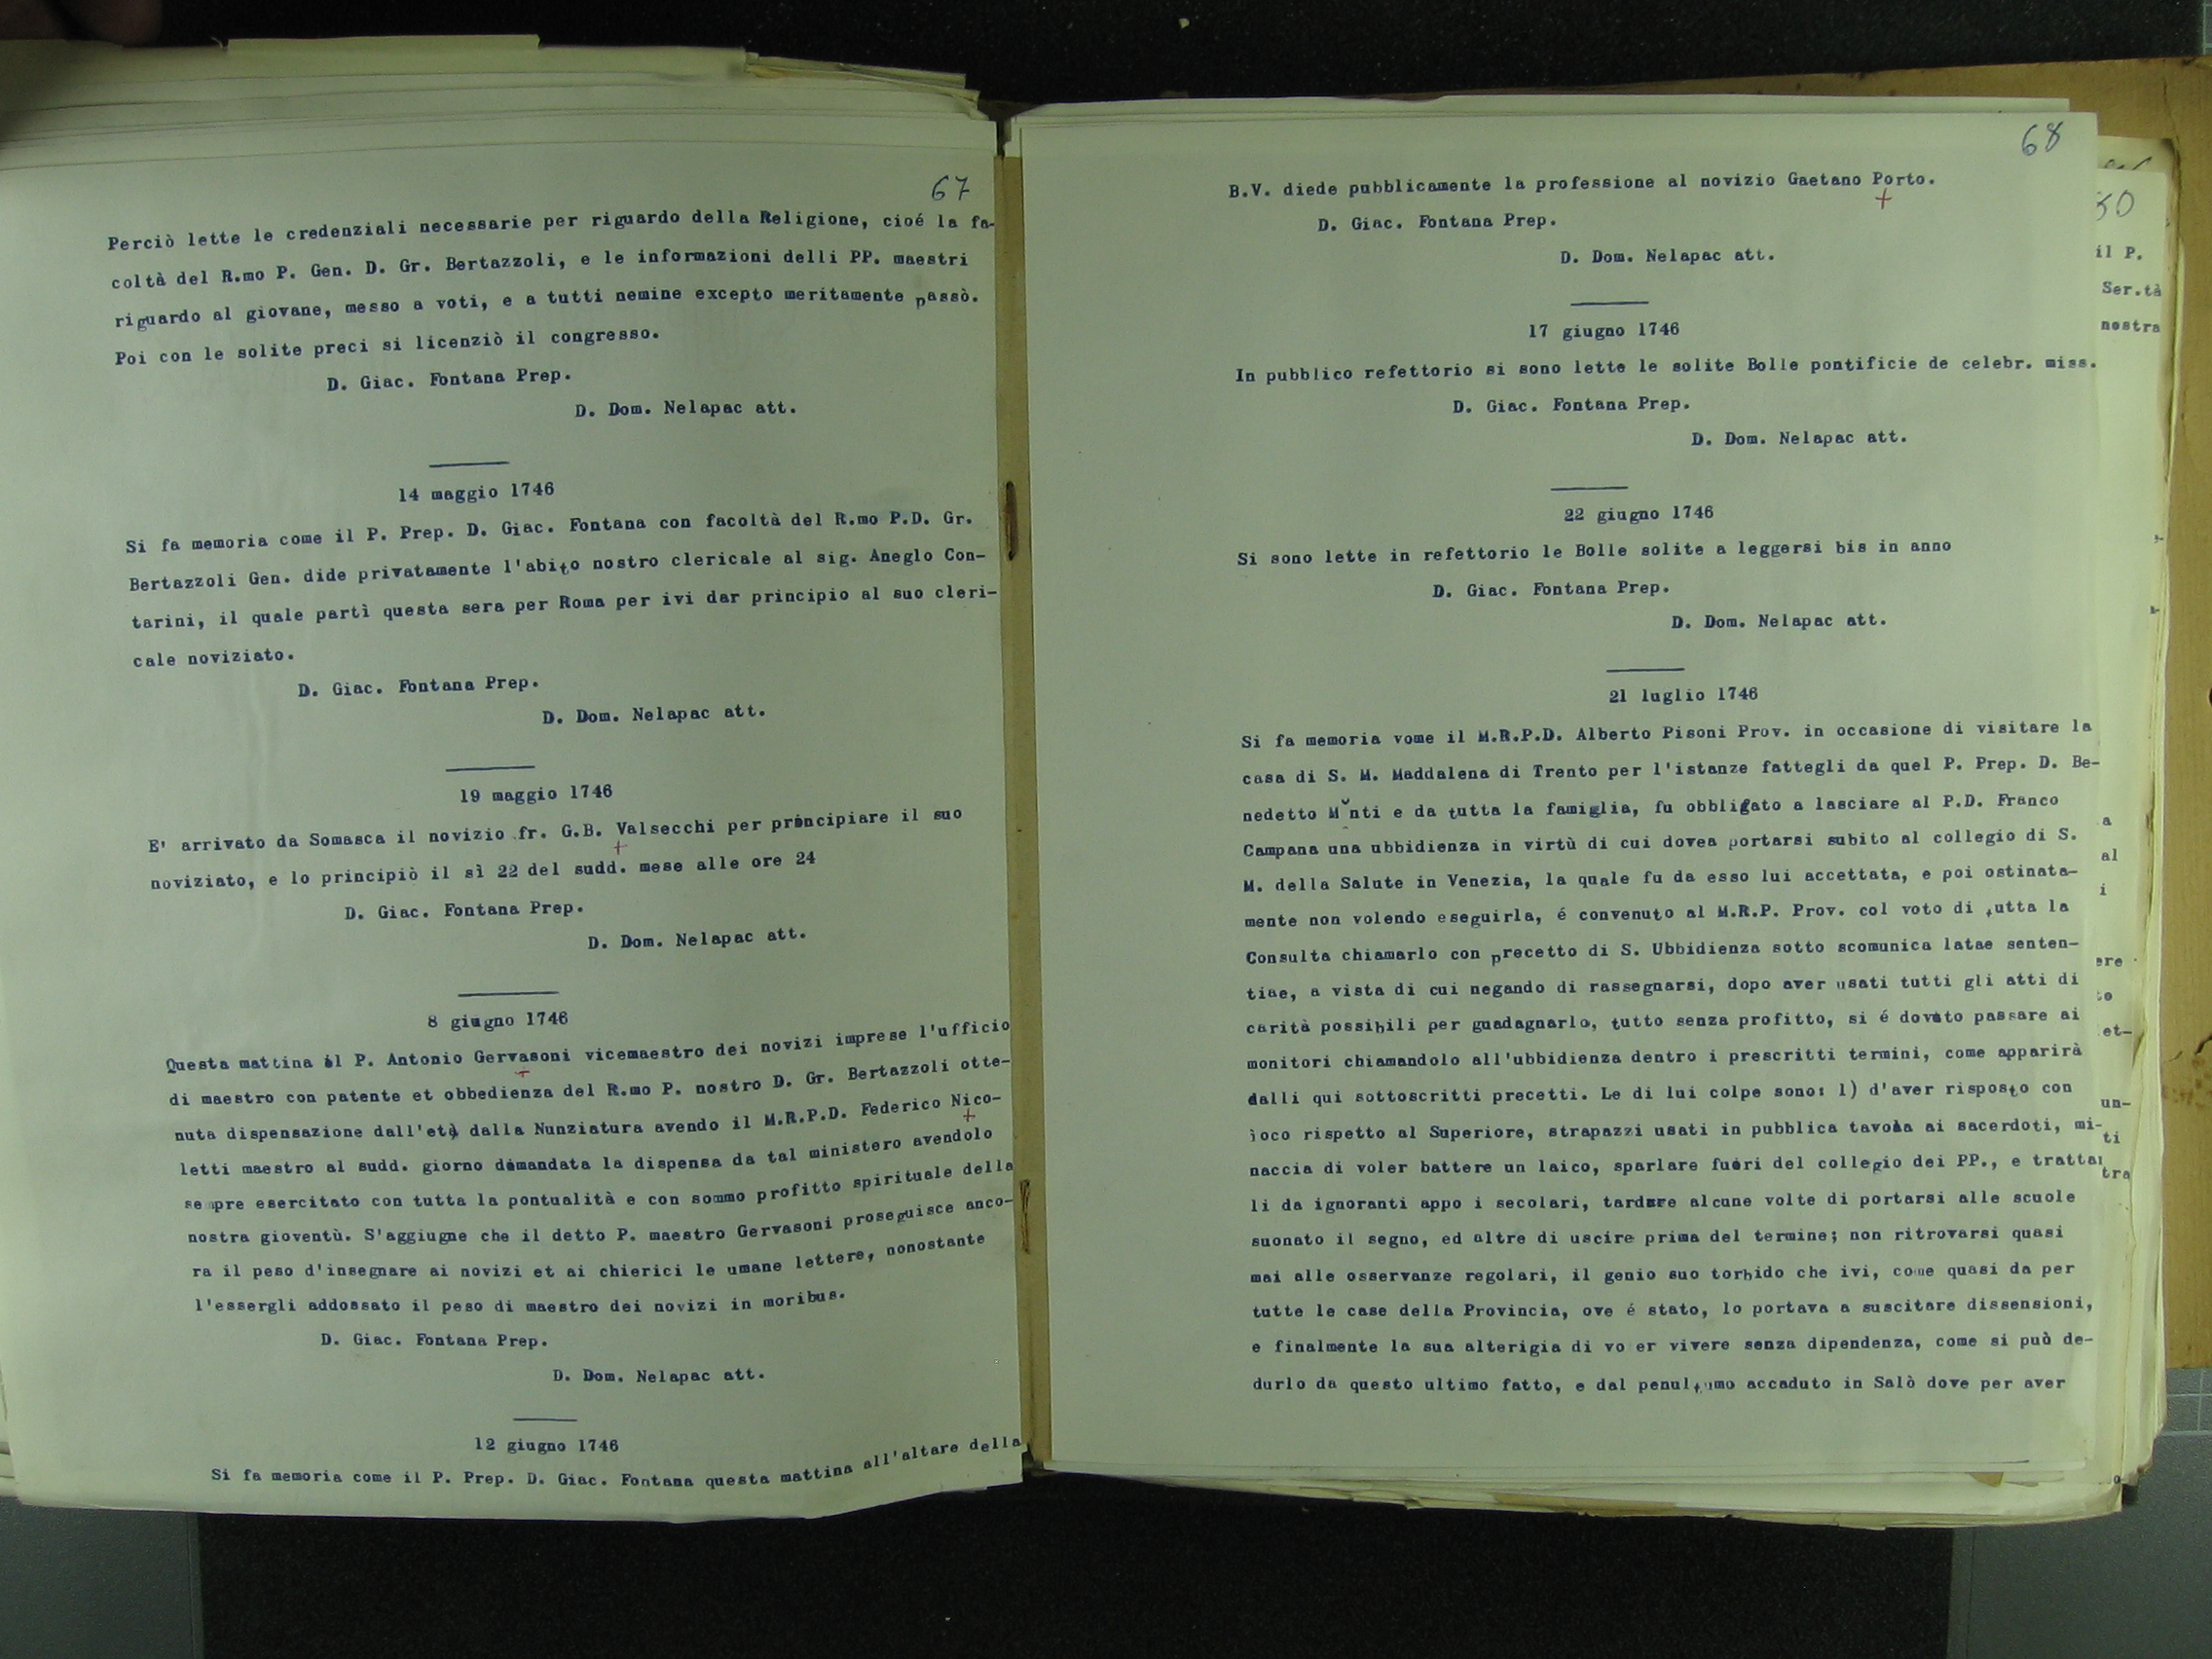 67
Perciò lette le credenziali necessarie per riguardo della Religione, cioé la fa-
coltà del R.mo P. Gen. D. Gr. Bertazzoli, e le informazioni delli PP. maestri
riguardo al giovane, messo a voti, e a tutti nemine excepto meritamente passò.
Poi con le solite preci si licenziò il congresso.
D. Giac. Fontana Prep.
D. Dom. Nelapac att.
14 maggio 1746
Si fa memoria come il P. Prep. D. Giac. Fontana con facoltà del R.mo P.D. Gr.
Bertazzoli Gen. dide privatamente l'abito nostro clericale al sig. Aneglo Con-
tarini, il quale partì questa sera per Roma per ivi dar principio al suo cleri-
cale noviziato.
D. Giac. Fontana Prep.
D. Dom. Nelapac att.
19 maggio 1746
E' arrivato da Somasca il novizio fr. G.B. Valsecchi per principiare il suo
noviziato, e lo principiò il sì 22 del sudd. mese alle ore 24
D. Giac. Fontana Prep.
D. Dom. Nelapac att.
8 giugno 1746
Questa mattina il P. Antonio Gervasoni vicemaestro dei novizi imprese l'ufficio
di maestro con patente et obbedienza del R.mo P. nostro D. Gr. Bertazzoli otte-
nuta dispensazione dall'età dalla Nunziatura avendo il M.R.P.D. Federico Nico-
letti maestro al sudd. giorno domandata la dispensa da tal ministero avendolo
sempre esercitato con tutta la pontualità e con sommo profitto spirituale della
nostra gioventù. S'aggiugne che il detto P. maestro Gervasoni proseguisce anco-
ra il peso d'insegnare ai novizi et ai chierici le umane lettere, nonostante
l'essergli addossato il peso di maestro dei novizi in moribus.
D. Giac. Fontana Prep.
D. Dom. Nelapac att.
12 giugno 1746
Si fa memoria come il P. Prep. D. Giac. Fontana questa mattina all'altare della
68
B.V. diede pubblicamente la professione al novizio Gaetano Porto.
D. Giac. Fontana Prep.
D. Dom. Nelapac att.
17 giugno 1746
In pubblico refettorio si sono lette le solite Bolle pontificie de celebr. miss.
D. Giac. Fontana Prep.
D. Dom. Nelapac att.
22 giugno 1746
Si sono lette in refettorio le Bolle solite a leggersi bis in anno
D. Giac. Fontana Prep.
D. Dom. Nelapac att.
21 luglio 1746
Si fa memoria vome il M.R.P.D. Alberto Pisoni Prov. in occasione di visitare la
casa di S. M. Maddalena di Trento per l'istanze fattegli da quel P. Prep. D. Be-
nedetto e da tutta la famiglia, fu obbligato a lasciare al P.D. Franco
Campana una ubbidienza in virtù di cui dovea portarsi subito al collegio di S.
M. della Salute in Venezia, la quale fu da esso lui accettata, e poi ostinata-
mente non volendo eseguirla, é convenuto al M.R.P. Prov. col voto di tutta la
Consulta chiamarlo con precetto di S. Ubbidienza sotto scomunica latae senten-
tiae, a vista di cui negando di rassegnarsi, dopo aver usati tutti gli atti di
carità possibili per guadagnarlo, tutto senza profitto, si é dovuto passare ai
monitori chiamandolo all'ubbidienza dentro i prescritti termini, come apparirà
dalli qui sottoscritti precetti. Le di lui colpe sono: 1) d'aver risposto con
ìoco rispetto al Superiore, strapazzi usati in pubblica tavola ai sacerdoti, mi-
naccia di voler battere un laico, sparlare fuori del collegio dei PP., e trattar
li da ignoranti appo i secolari, tardare alcune volte di portarsi alle scuole
suonato il segno, ed altre di uscire prima del termine; non ritrovarsi quasi
mai alle osservanze regolari, il genio suo torbido che ivi, come quasi da per
tutte le case della Provincia, ove é stato, lo portava a suscitare dissensioni,
e finalmente la sua alterigia di vo er vivere senza dipendenza, come si può de-
durlo da questo ultimo fatto, e dal penultimo accaduto in Salò dove per aver
il P.
Ser.tà
nostra
a
al
i
ere
et-
un-
ti
tra